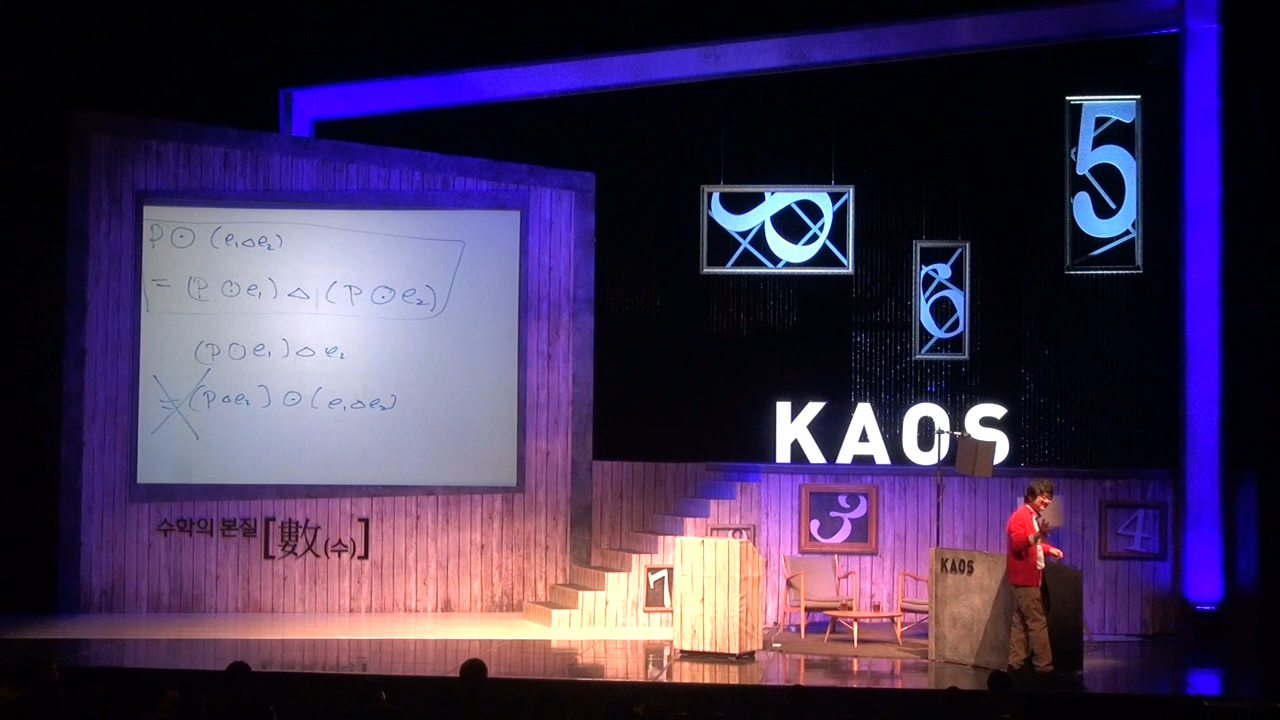 P ⊙ (e₁ △ e₂)
= (P ⊙ e₁) △ (P ⊙ e₂)
(P ⊙ e₁) △ e₂
= (P △ e₂) ⊙ (e₁ △ e₂)
수학의 본질 [數(수)]
8
5
6
KAOS
3
4
7
KAOS